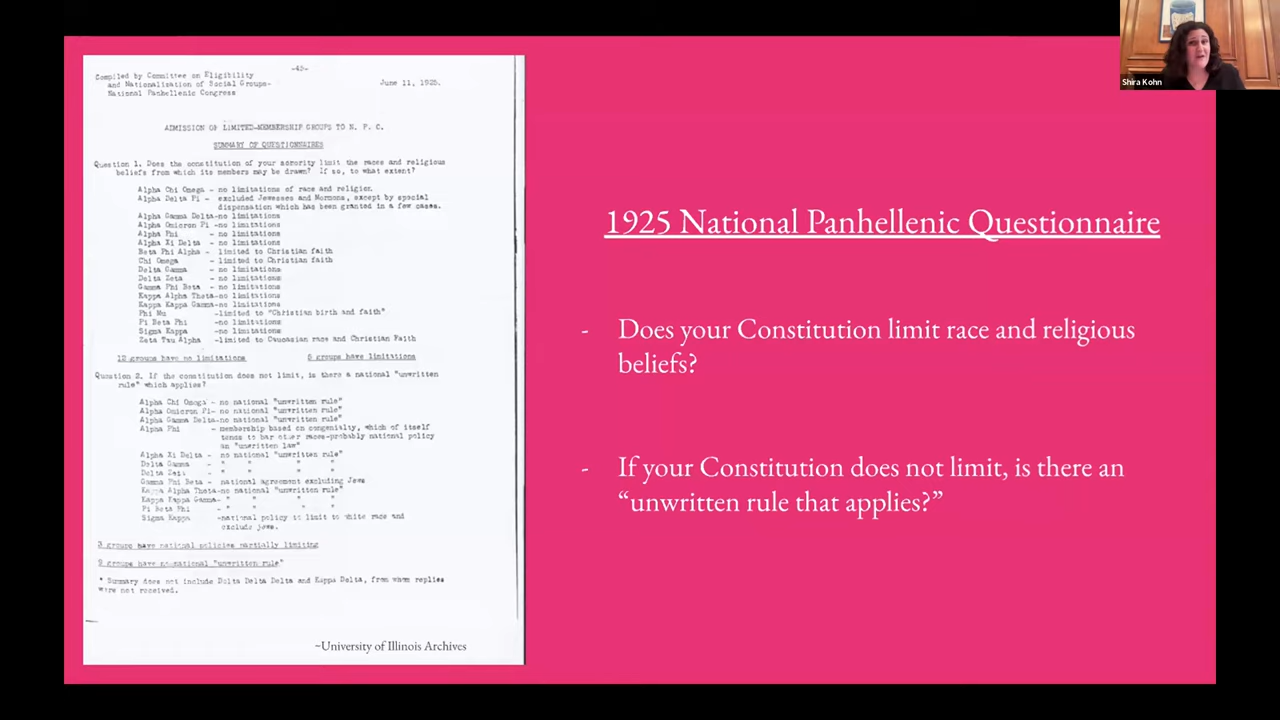 -45-
Compiled by Committee on Eligibility
and Nationalization of Social Groups-
National Panhellenic Congress
June 11, 1925.
ADMISSION OF LIMITED-MEMBERSHIP GROUPS TO N. P. C.
SUMMARY OF QUESTIONNAIRES
Question 1. Does the constitution of your sorority limit the races and religious
beliefs from which its members may be drawn? If so, to what extent?
Alpha Chi Omega - no limitations of race and religion.
Alpha Delta Pi - excluded Jewesses and Mormons, except by special
dispensation which has been granted in a few cases.
Alpha Gamma Delta-no limitations
Alpha Omicron Pi -no limitations
Alpha Phi - no limitations
Alpha Xi Delta - no limitations
Beta Phi Alpha - limited to Christian faith
Chi Omega - limited to Christian faith
Delta Gamma - no limitations
Delta Zeta - no limitations
Gamma Phi Beta - no limitations
Kappa Alpha Theta-no limitations
Kappa Kappa Gamma-no limitations
Phi Mu -limited to "Christian birth and faith"
Pi Beta Phi -no limitations
Sigma Kappa -no limitations
Zeta Tau Alpha -limited to Caucasian race and Christian Faith
12 groups have no limitations 5 groups have limitations
Question 2. If the constitution does not limit, is there a national "unwritten
rule" which applies?
Alpha Chi Omega - no national "unwritten rule"
Alpha Omicron Pi- no national "unwritten rule"
Alpha Gamma Delta-no national "unwritten rule"
Alpha Phi - membership based on congenialty, which of itself
tends to bar other races-probably national policy
an "unwritten law"
Alpha Xi Delta - no national "unwritten rule"
Delta Gamma - " " " "
Delta Zeta - " " " "
Gamma Phi Beta - national agreement excluding Jews
Kappa Alpha Theta-no national "unwritten rule"
Kappa Kappa Gamma- " " " "
Pi Beta Phi - " " " "
Sigma Kappa -national policy to limit to white race and
exclude jews.
3 groups have national policies partially limiting
9 groups have no national "unwritten rule"
* Summary does not include Delta Delta Delta and Kappa Delta, from whom replies
were not received.
~University of Illinois Archives
1925 National Panhellenic Questionnaire
- Does your Constitution limit race and religious
beliefs?
- If your Constitution does not limit, is there an
“unwritten rule that applies?”
Shira Kohn